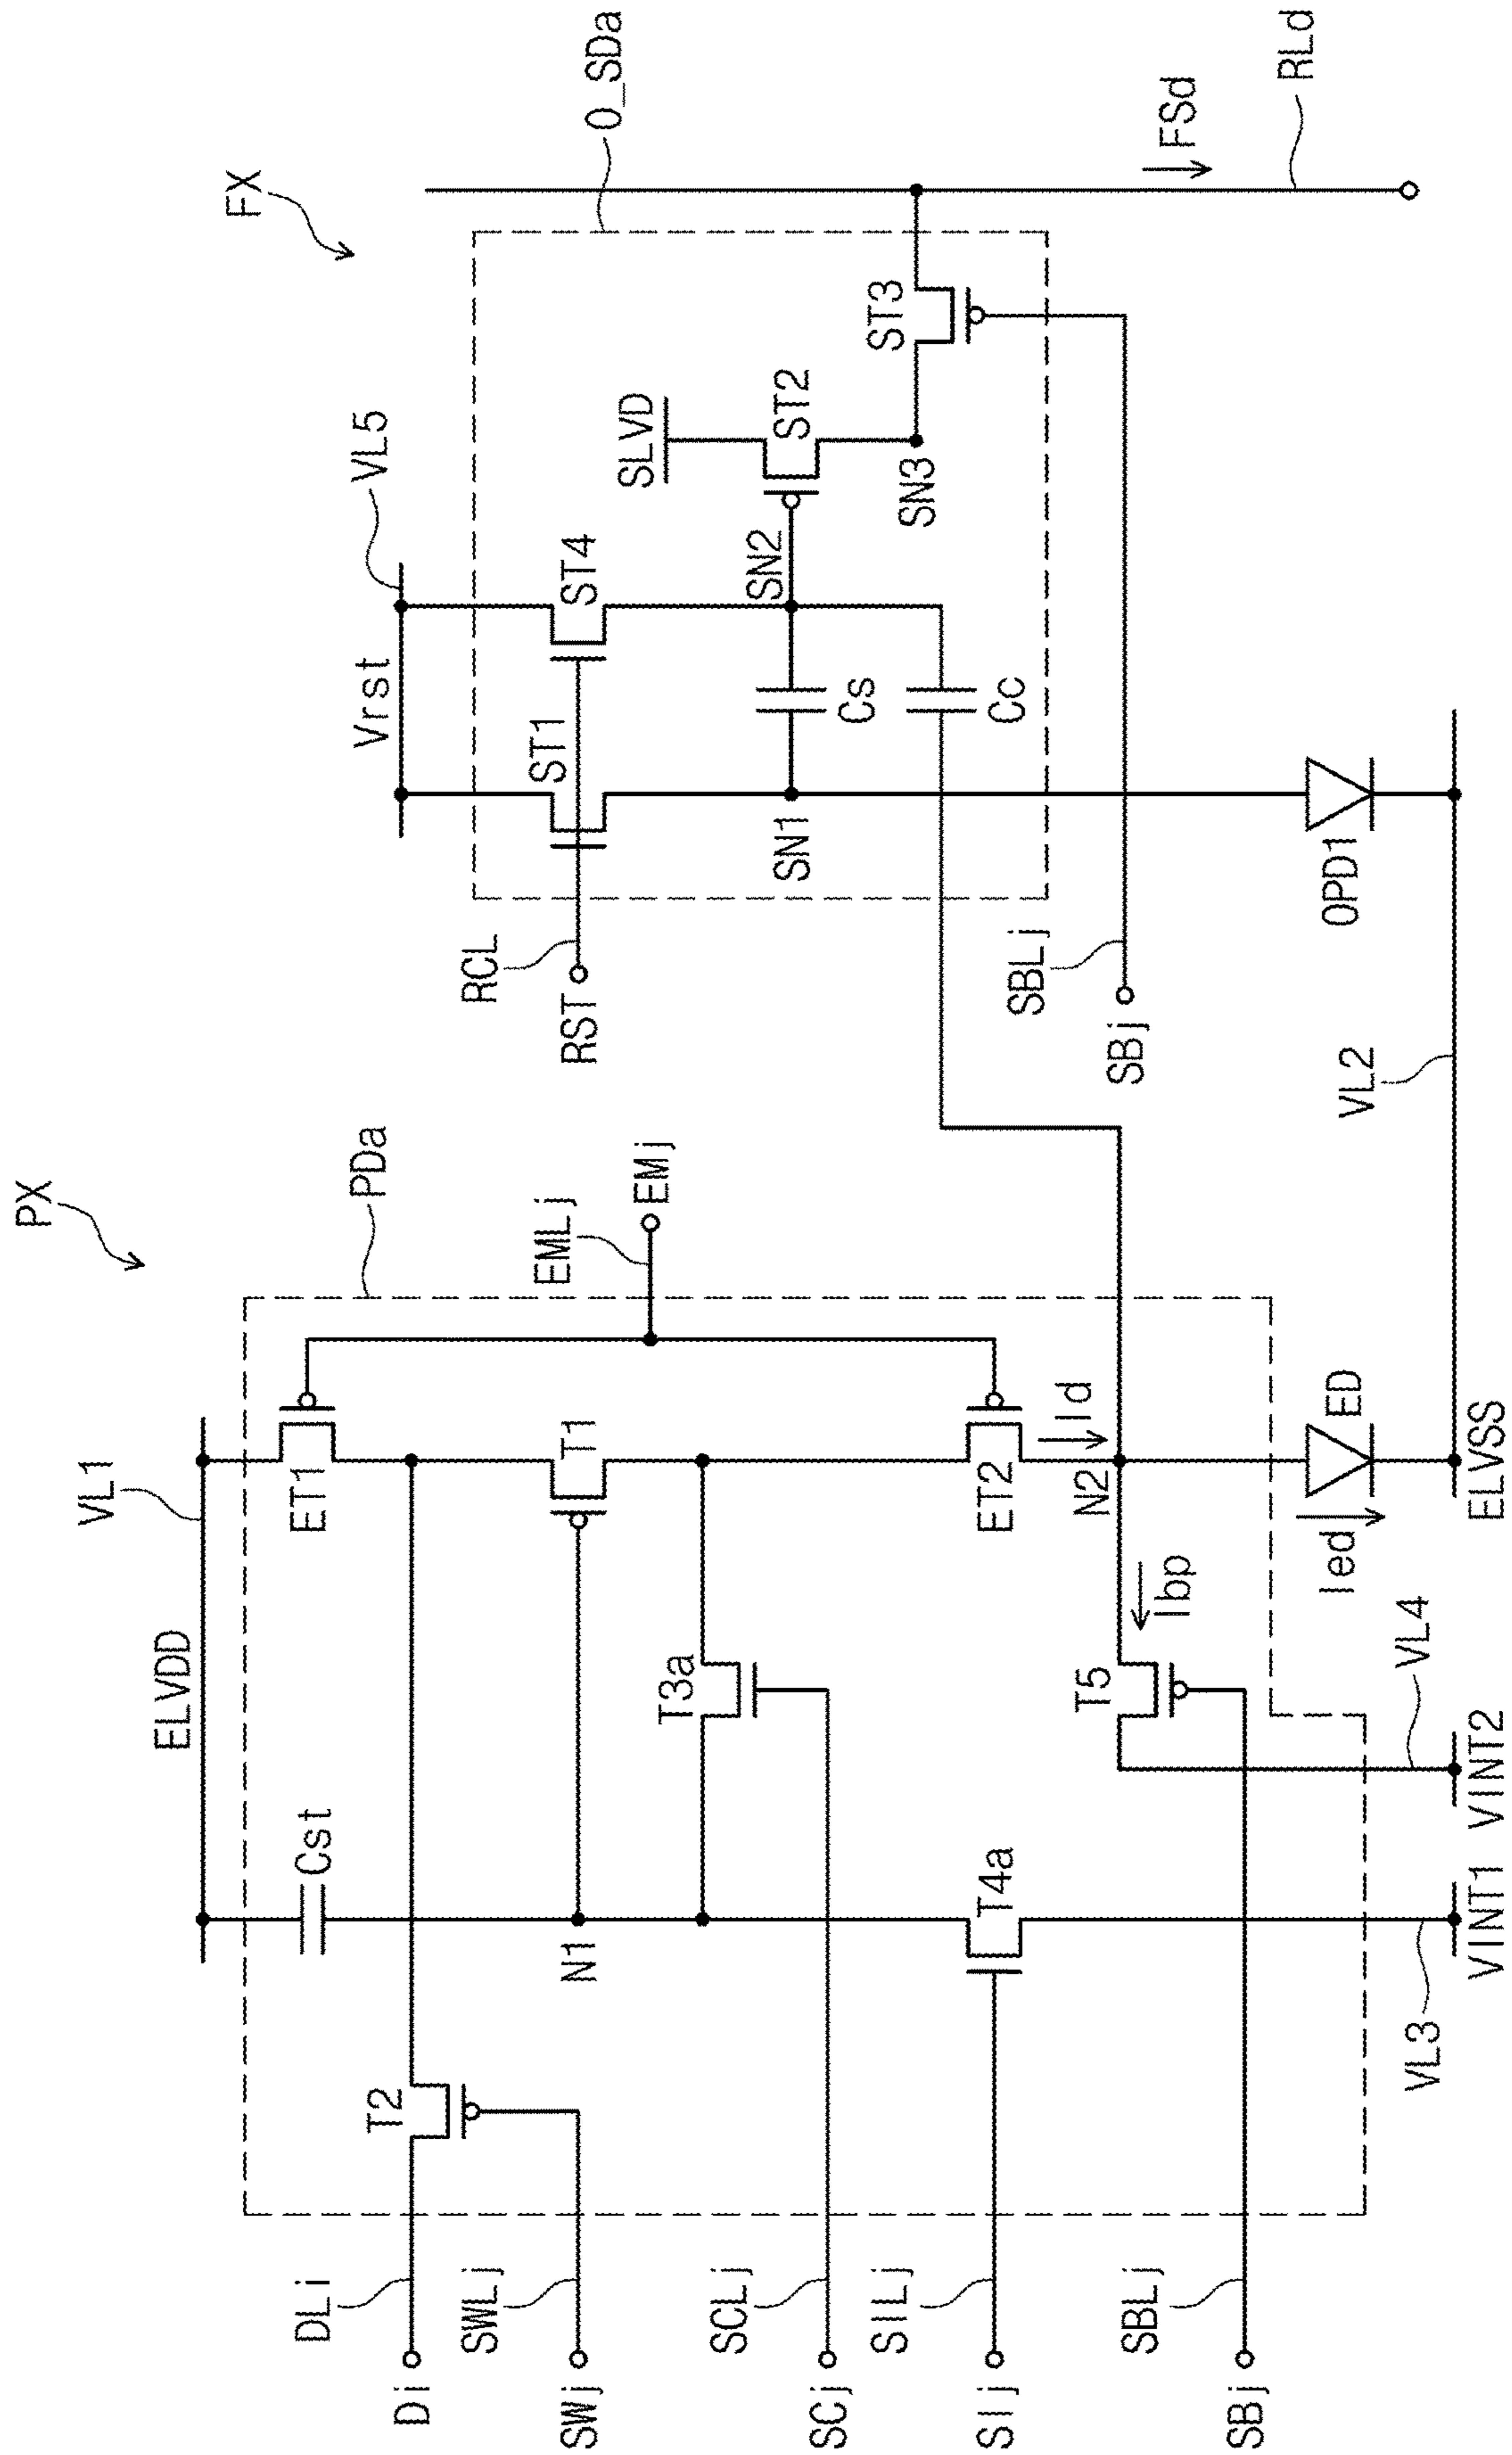 PX
FX
VL1
ELVDD
PDa
VL5
Vrst
O_SDa
Cst
ET1
T1
EMLj
EMj
DLi
Di
T2
SWLj
SWj
N1
T3a
SCLj
SCj
T4a
SILj
SIj
ET2
Id
N2
Ibp
T5
SBLj
SBj
Ied
ED
ELVSS
VL4
VINT2
VL3
VINT1
VL2
RCL
RST
ST1
ST4
SLVD
ST2
SN2
SN1
Cs
Cc
SN3
ST3
SBLj
SBj
OPD1
FSd
RLd